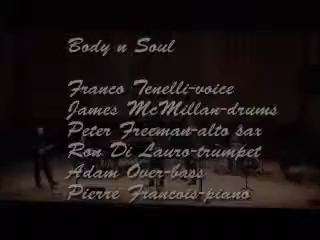 Body n Soul
Franco Tenelli-voice
James McMillan-drums
Peter Freeman-alto sax
Ron Di Lauro-trumpet
Adam Over-bass
Pierre Francois-piano